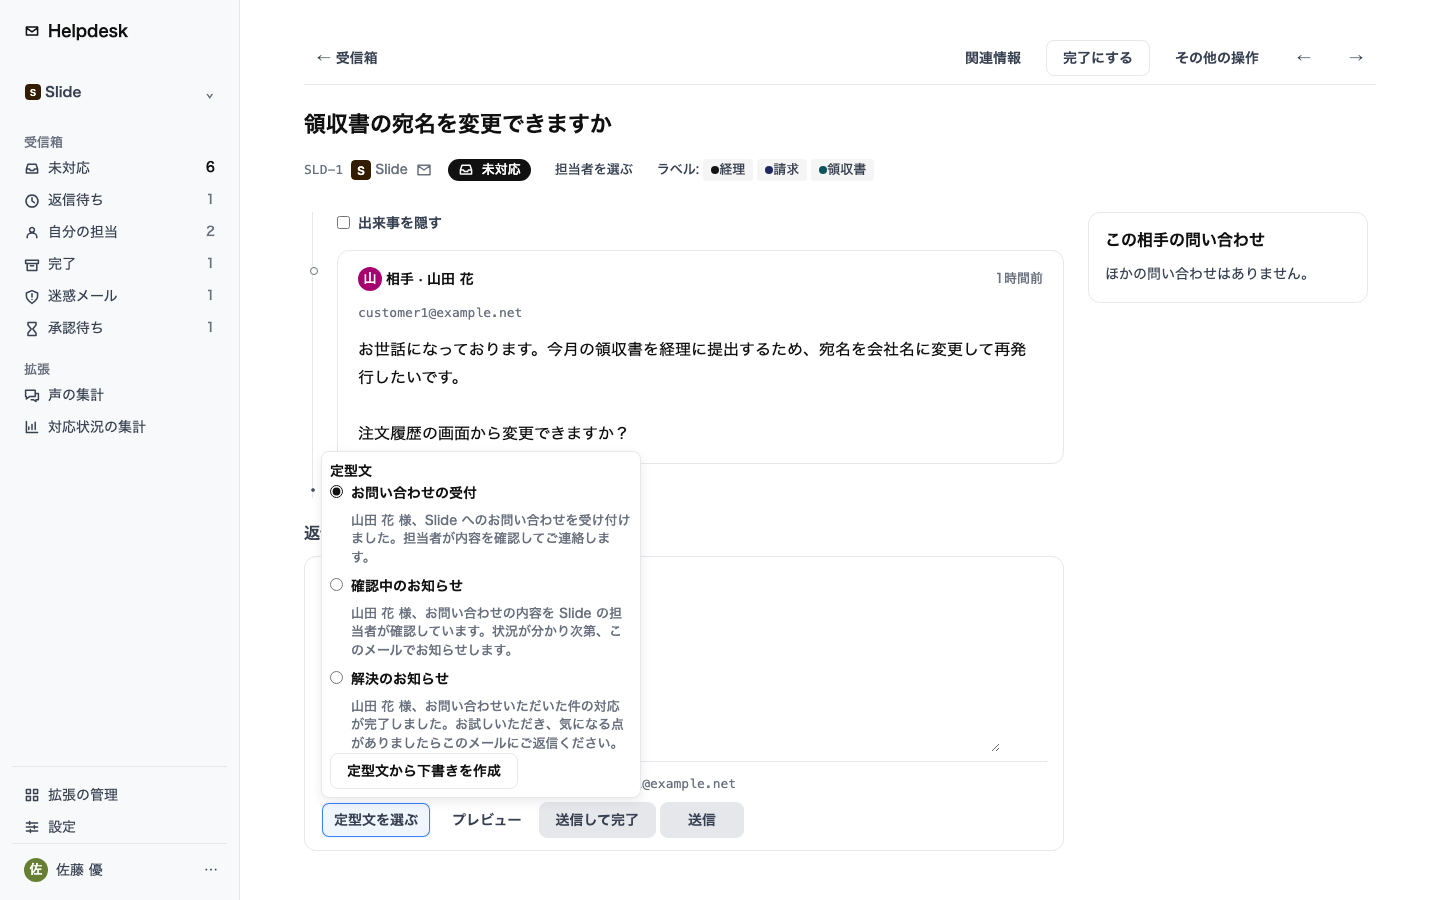 Helpdesk
S Slide
受信箱
未対応 6
返信待ち 1
自分の担当 2
完了 1
迷惑メール 1
承認待ち 1
拡張
声の集計
対応状況の集計
拡張の管理
設定
佐 佐藤 優 …
← 受信箱
関連情報 完了にする その他の操作 ← →
領収書の宛名を変更できますか
SLD-1 S Slide 未対応 担当者を選ぶ ラベル: 経理 請求 領収書
出来事を隠す
山 相手 · 山田 花 1時間前
customer1@example.net
お世話になっております。今月の領収書を経理に提出するため、宛名を会社名に変更して再発
行したいです。
注文履歴の画面から変更できますか？
定型文
お問い合わせの受付
山田 花 様、Slide へのお問い合わせを受け付け
ました。担当者が内容を確認してご連絡しま
す。
確認中のお知らせ
山田 花 様、お問い合わせの内容を Slide の担
当者が確認しています。状況が分かり次第、こ
のメールでお知らせします。
解決のお知らせ
山田 花 様、お問い合わせいただいた件の対応
が完了しました。お試しいただき、気になる点
がありましたらこのメールにご返信ください。
定型文から下書きを作成
返
@example.net
定型文を選ぶ プレビュー 送信して完了 送信
この相手の問い合わせ
ほかの問い合わせはありません。